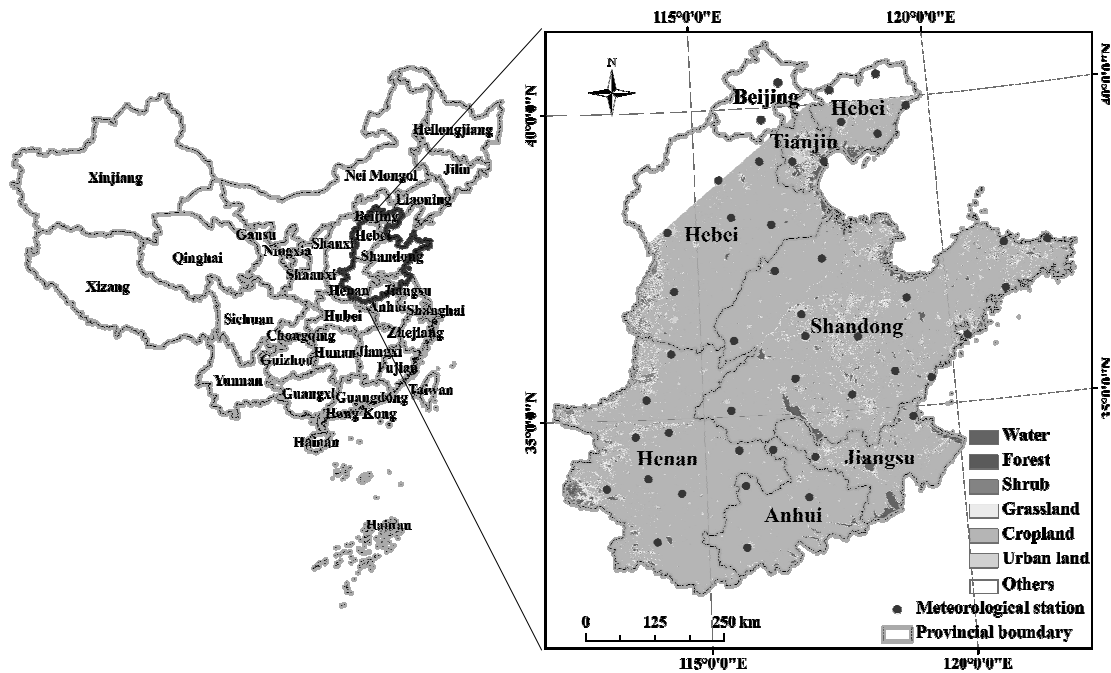 Heilongjiang
Jilin
Nei Mongol
Liaoning
Xinjiang
Beijing
Gansu
Hebei
Ningxia
Shanxi
Shandong
Qinghai
Shaanxi
Xizang
Henan
Jiangsu
Anhui
Shanghai
Hubei
Sichuan
Zhejiang
Chongqing
Hunan
Jiangxi
Guizhou
Fujian
Yunnan
Taiwan
Guangxi
Guangdong
Hong Kong
Hainan
Hainan
115°0'0"E
120°0'0"E
40°0'0"N
40°0'0"N
35°0'0"N
35°0'0"N
N
Beijing
Hebei
Tianjin
Hebei
Shandong
Henan
Jiangsu
Anhui
Water
Forest
Shrub
Grassland
Cropland
Urban land
Others
Meteorological station
Provincial boundary
0 125 250 km
115°0'0"E
120°0'0"E